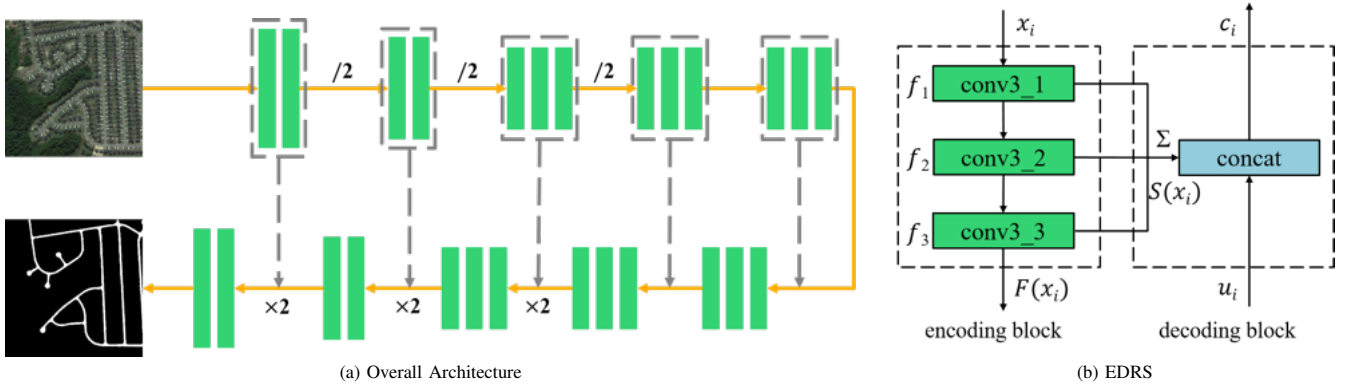 /2
/2
/2
×2
×2
×2
(a) Overall Architecture
x_i
c_i
f_1
conv3_1
f_2
conv3_2
Σ
concat
S(x_i)
f_3
conv3_3
F(x_i)
u_i
encoding block
decoding block
(b) EDRS